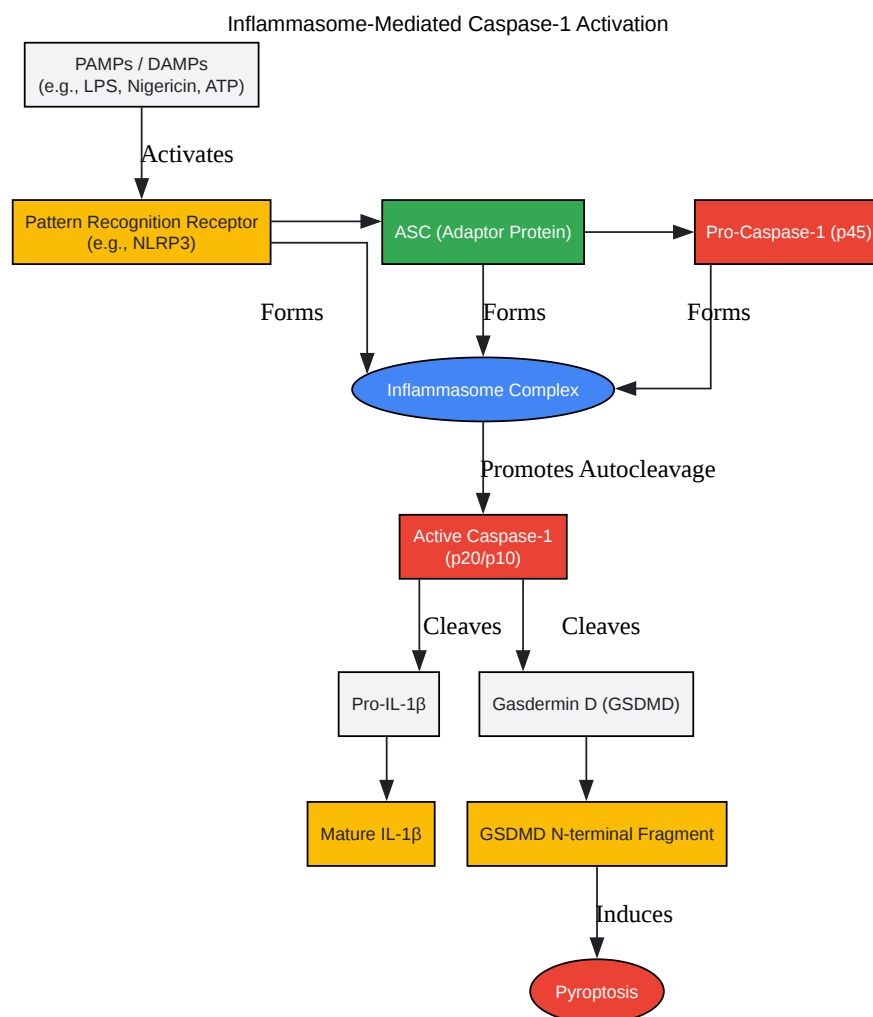 Inflammasome-Mediated Caspase-1 Activation
PAMPs / DAMPs
(e.g., LPS, Nigericin, ATP)
Activates
Pattern Recognition Receptor
(e.g., NLRP3)
ASC (Adaptor Protein)
Pro-Caspase-1 (p45)
Forms
Forms
Forms
Inflammasome Complex
Promotes Autocleavage
Active Caspase-1
(p20/p10)
Cleaves
Cleaves
Pro-IL-1β
Gasdermin D (GSDMD)
Mature IL-1β
GSDMD N-terminal Fragment
Induces
Pyroptosis